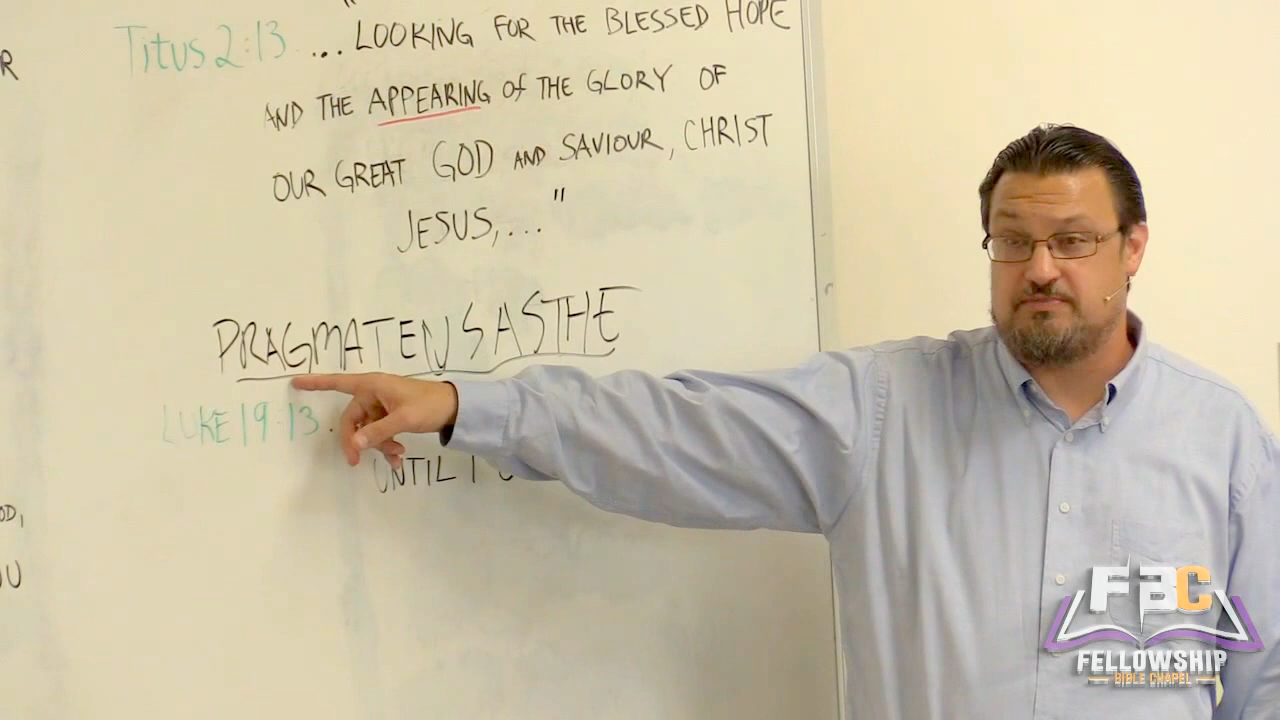 Titus 2:13 "... LOOKING FOR THE BLESSED HOPE
AND THE APPEARING of THE GLORY OF
OUR GREAT GOD AND SAVIOUR, CHRIST
JESUS,..."
PRAGMATEUSASTHE
LUKE 19:13.
UNTIL I
R
OD,
U
FBC
FELLOWSHIP
BIBLE CHAPEL